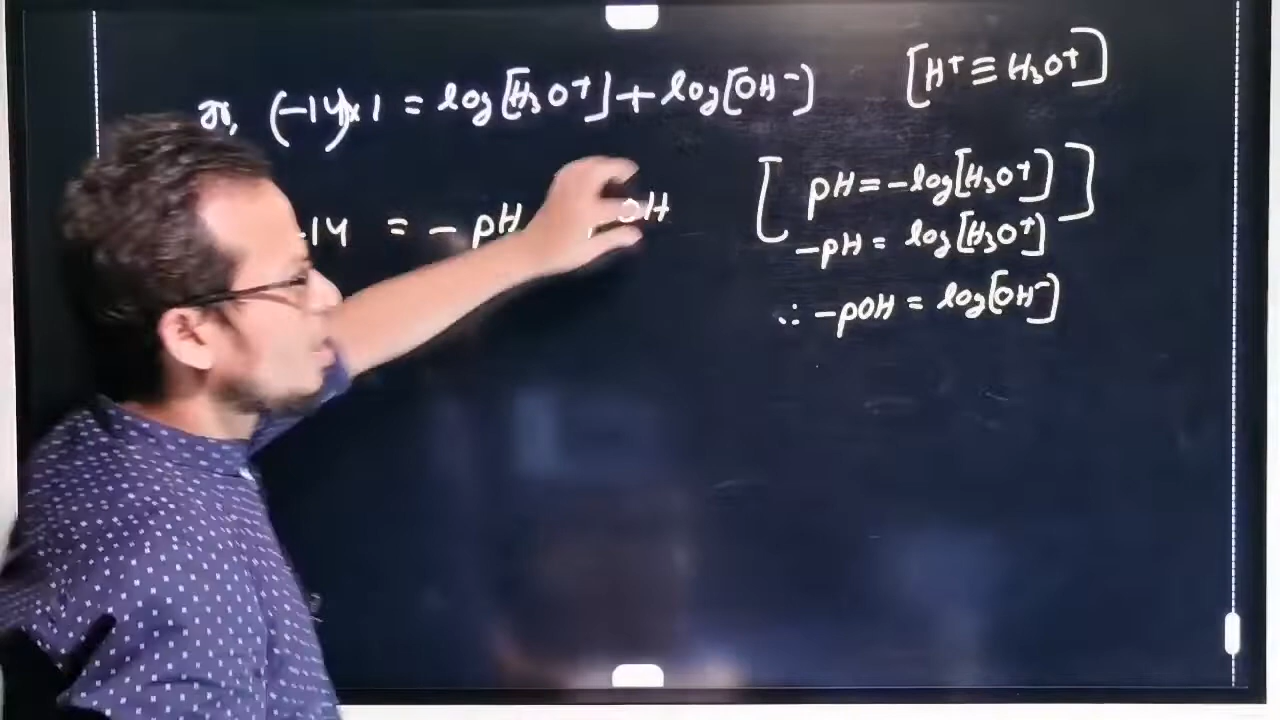 or, (-14)×1 = log[H₃O⁺] + log[OH⁻]
[H⁺ ≡ H₃O⁺]
-14 = - pH
OH
[pH = -log[H₃O⁺]]
-pH = log[H₃O⁺]
∴ -pOH = log[OH⁻]